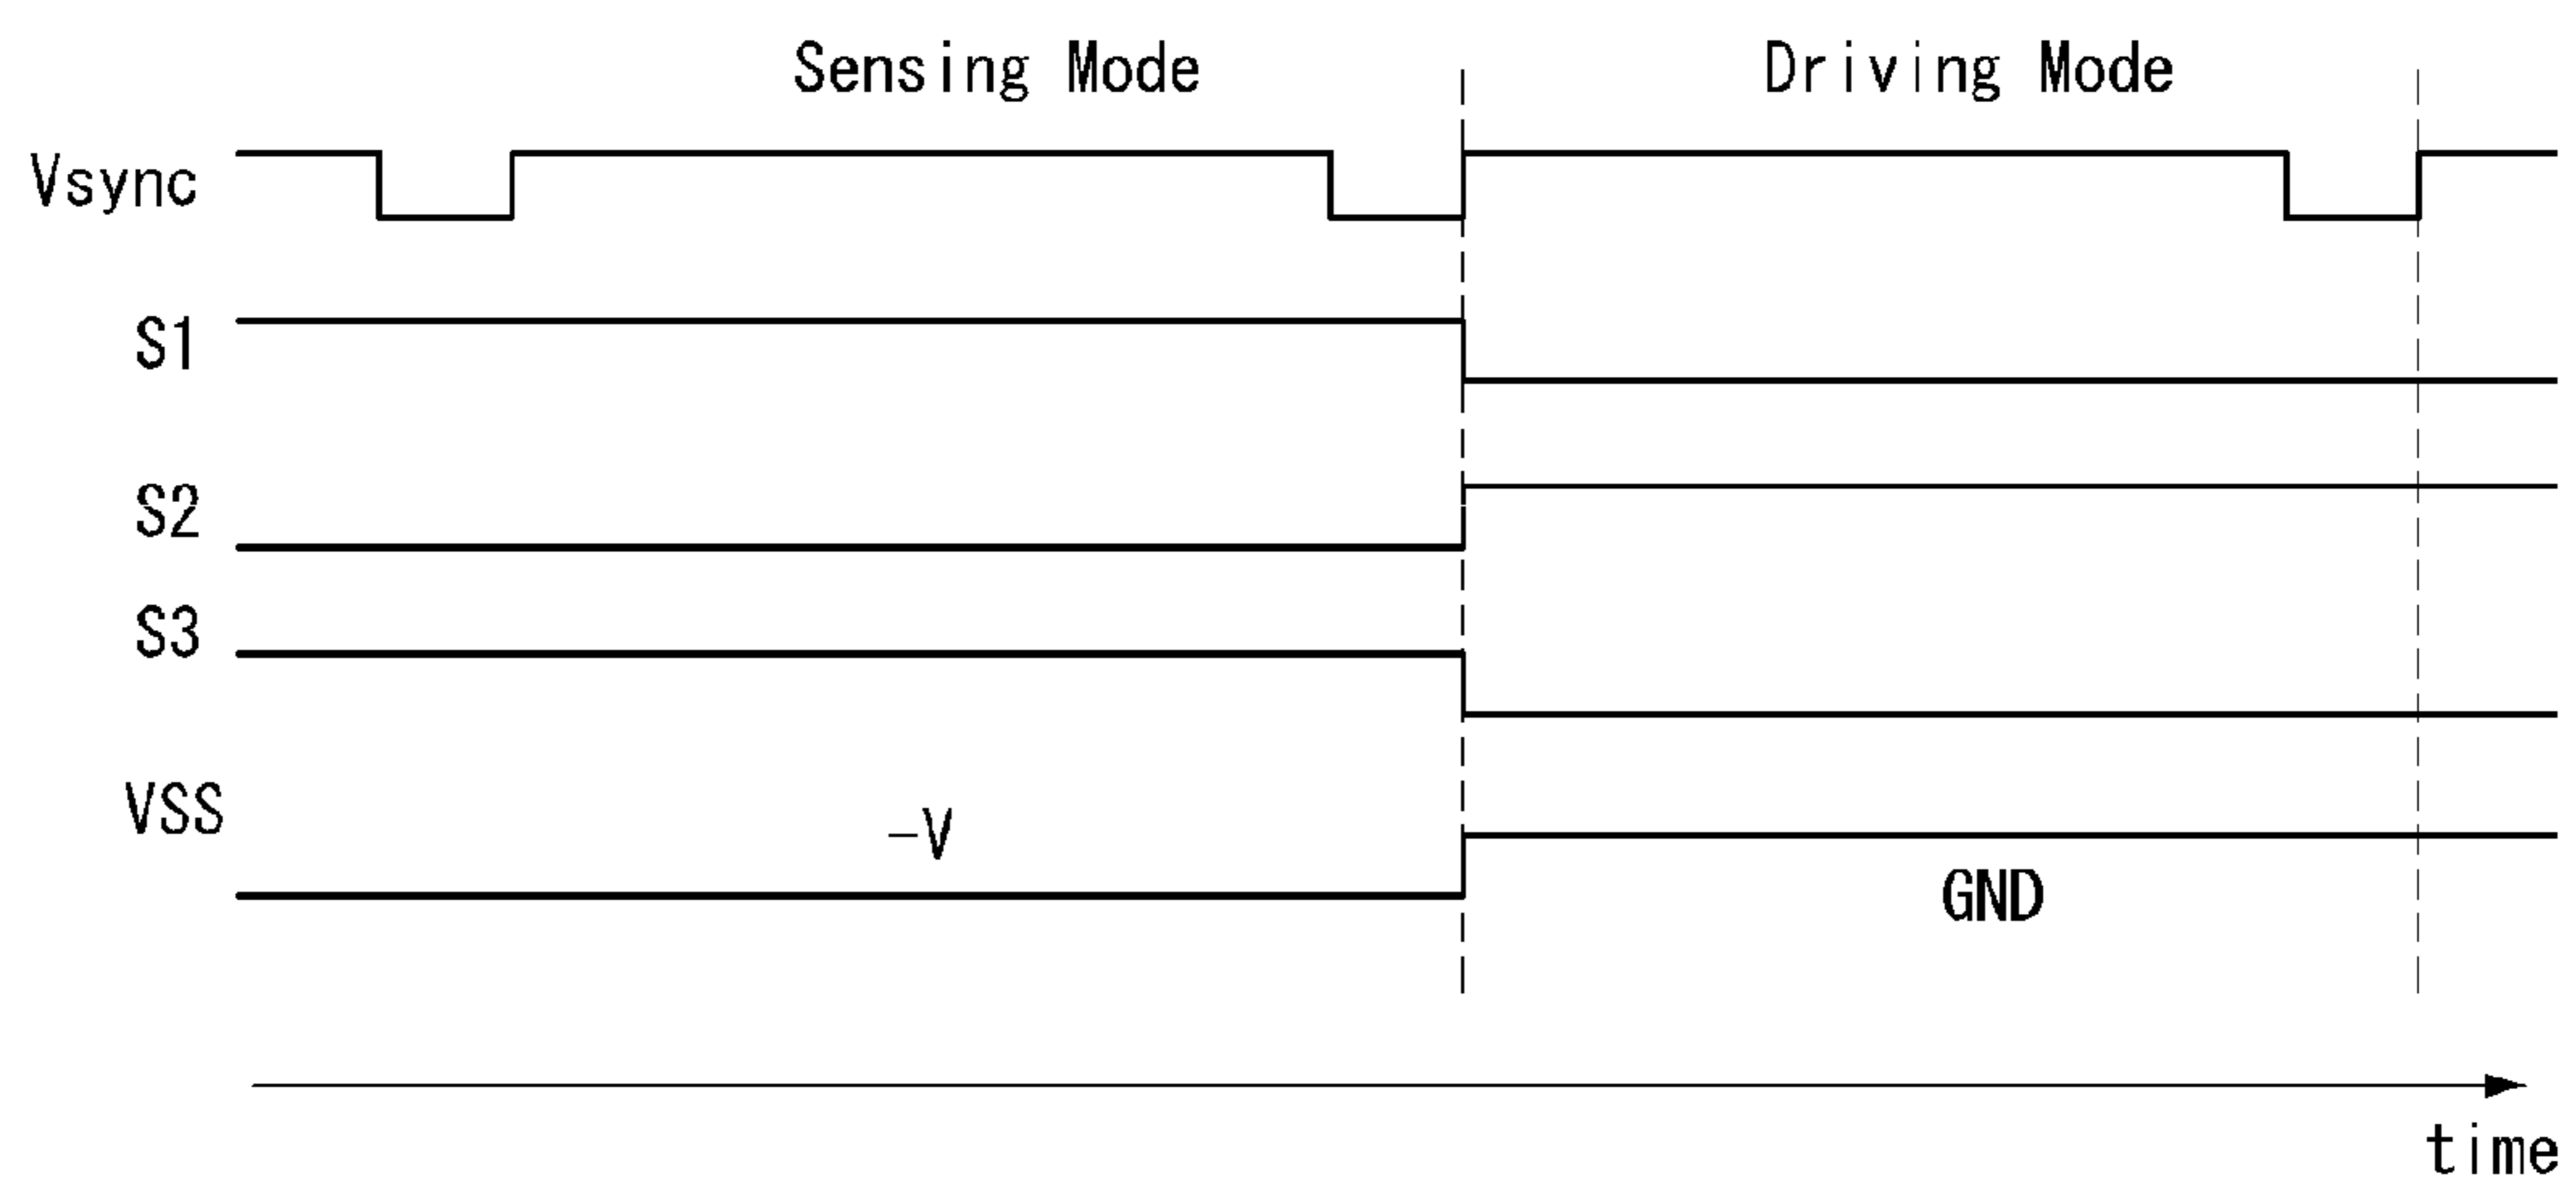 Sensing Mode Driving Mode
Vsync
S1
S2
S3
VSS
-V
GND
time